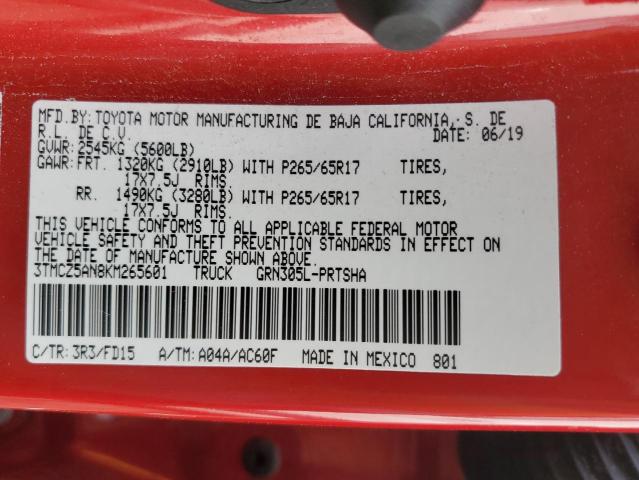 MFD.BY:TOYOTA MOTOR MANUFACTURING DE BAJA CALIFORNIA, S. DE
R.L. DE C.V. DATE: 06/19
GVWR:2545KG (5600LB)
GAWR:FRT. 1320KG (2910LB) WITH P265/65R17 TIRES,
17X7.5J RIMS.
RR. 1490KG (3280LB) WITH P265/65R17 TIRES,
17X7.5J RIMS.
THIS VEHICLE CONFORMS TO ALL APPLICABLE FEDERAL MOTOR
VEHICLE SAFETY AND THEFT PREVENTION STANDARDS IN EFFECT ON
THE DATE OF MANUFACTURE SHOWN ABOVE.
3TMCZ5AN8KM265601 TRUCK GRN305L-PRTSHA
C/TR:3R3/FD15 A/TM:A04A/AC60F MADE IN MEXICO 801